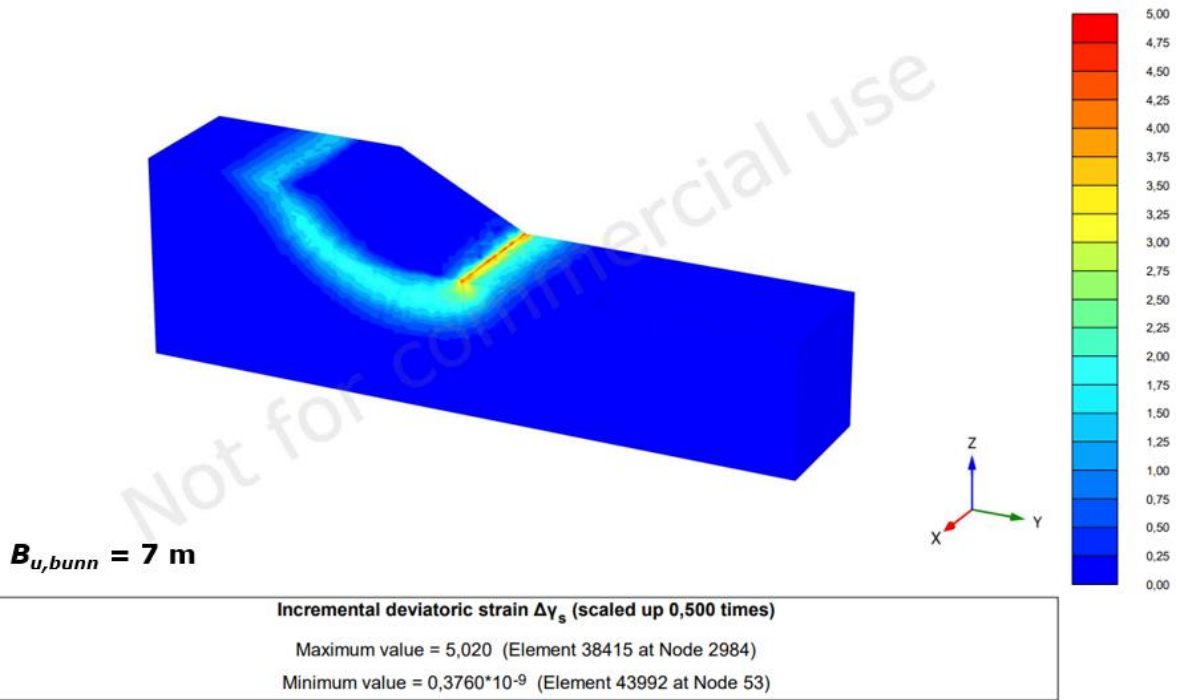 5,00
4,75
4,50
4,25
4,00
3,75
3,50
3,25
3,00
2,75
2,50
2,25
2,00
1,75
1,50
1,25
1,00
0,75
0,50
0,25
0,00
Not for commercial use
Z
Y
X
B_{u,bunn} = 7 m
Incremental deviatoric strain Δγ_s (scaled up 0,500 times)
Maximum value = 5,020 (Element 38415 at Node 2984)
Minimum value = 0,3760*10^{-9} (Element 43992 at Node 53)